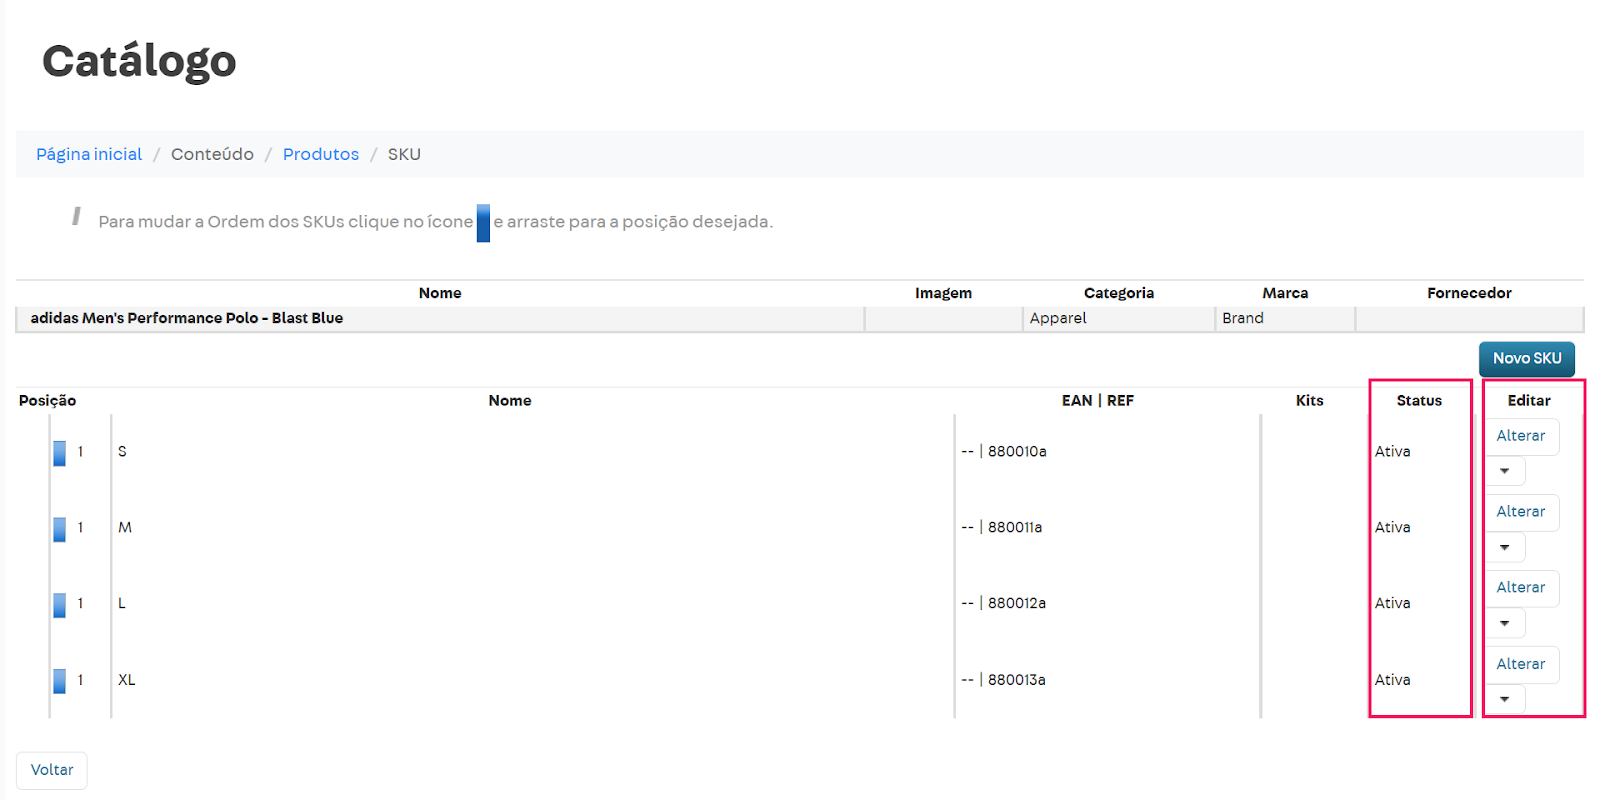 Catálogo
Página inicial / Conteúdo / Produtos / SKU
Para mudar a Ordem dos SKUs clique no ícone e arraste para a posição desejada.
Nome Imagem Categoria Marca Fornecedor
adidas Men's Performance Polo - Blast Blue Apparel Brand
Novo SKU
Posição Nome EAN | REF Kits Status Editar
1 S -- | 880010a Ativa Alterar
1 M -- | 880011a Ativa Alterar
1 L -- | 880012a Ativa Alterar
1 XL -- | 880013a Ativa Alterar
Voltar